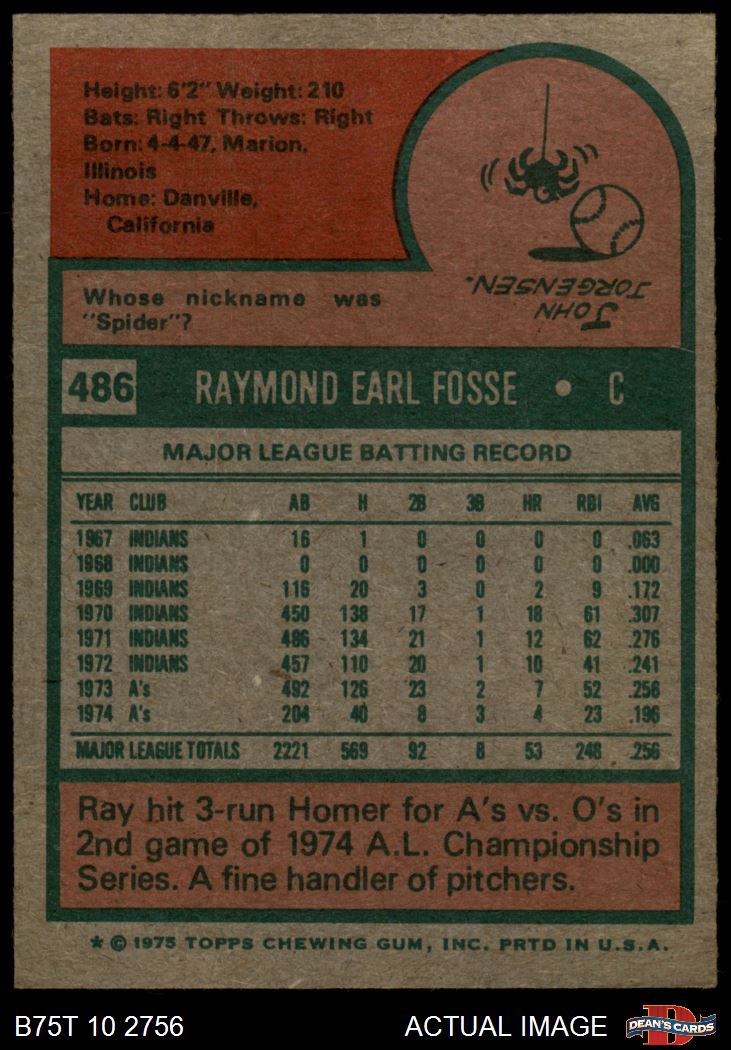 Height: 6'2" Weight: 210
Bats: Right Throws: Right
Born: 4-4-47, Marion,
Illinois
Home: Danville,
California
Whose nickname was
"Spider"?
JOHN
JORGENSEN.
486 RAYMOND EARL FOSSE • C
MAJOR LEAGUE BATTING RECORD
YEAR CLUB AB H 2B 3B HR RBI AVG
1967 INDIANS 16 1 0 0 0 0 .063
1968 INDIANS 0 0 0 0 0 0 .000
1969 INDIANS 116 20 3 0 2 9 .172
1970 INDIANS 450 138 17 1 18 61 .307
1971 INDIANS 486 134 21 1 12 62 .276
1972 INDIANS 457 110 20 1 10 41 .241
1973 A's 492 126 23 2 7 52 .256
1974 A's 204 40 8 3 4 23 .196
MAJOR LEAGUE TOTALS 2221 569 92 8 53 248 .256
Ray hit 3-run Homer for A's vs. O's in
2nd game of 1974 A.L. Championship
Series. A fine handler of pitchers.
* © 1975 TOPPS CHEWING GUM, INC. PRTD IN U.S.A.
B75T 10 2756 ACTUAL IMAGE D DEAN'S CARDS